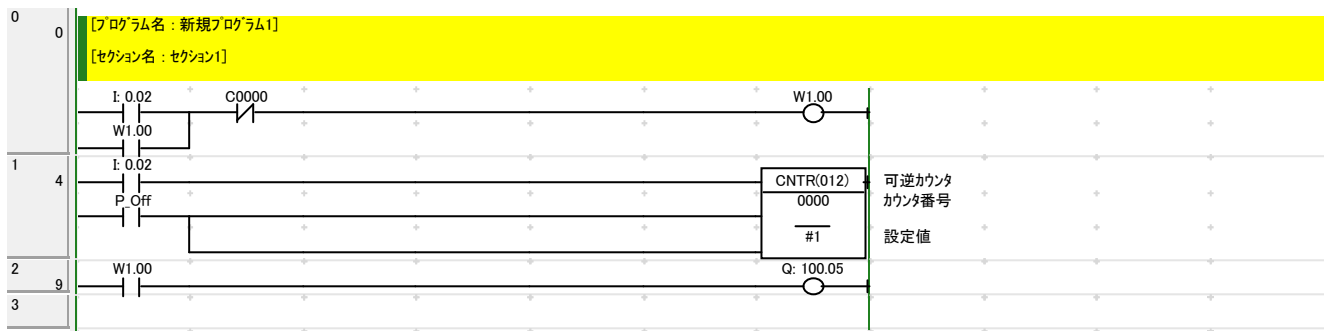 0
0
[ﾌﾟﾛｸﾞﾗﾑ名 : 新規ﾌﾟﾛｸﾞﾗﾑ1]
[ｾｸｼｮﾝ名 : ｾｸｼｮﾝ1]
I: 0.02 C0000 W1.00
W1.00
1
I: 0.02
4 CNTR(012) 可逆ｶｳﾝﾀ
P_Off 0000 ｶｳﾝﾀ番号
#1 設定値
2 W1.00 Q: 100.05
9
3